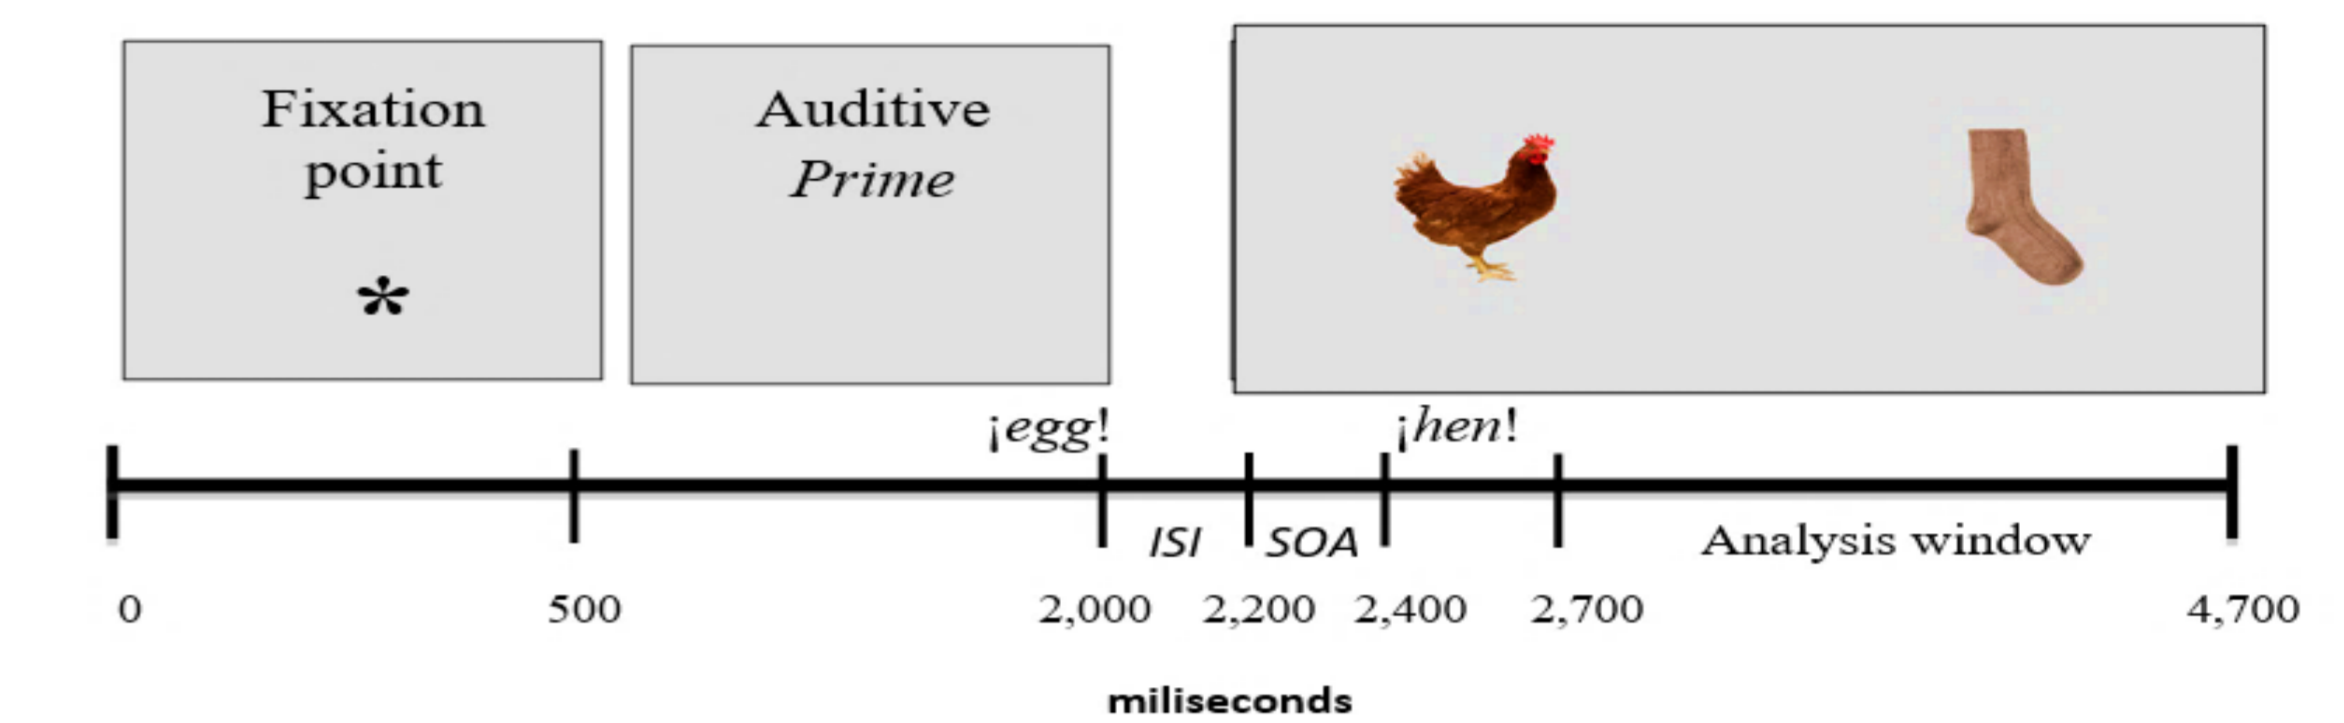 Fixation
point
*
Auditive
Prime
¡egg!
¡hen!
ISI
SOA
Analysis window
0
500
2,000
2,200
2,400
2,700
4,700
miliseconds